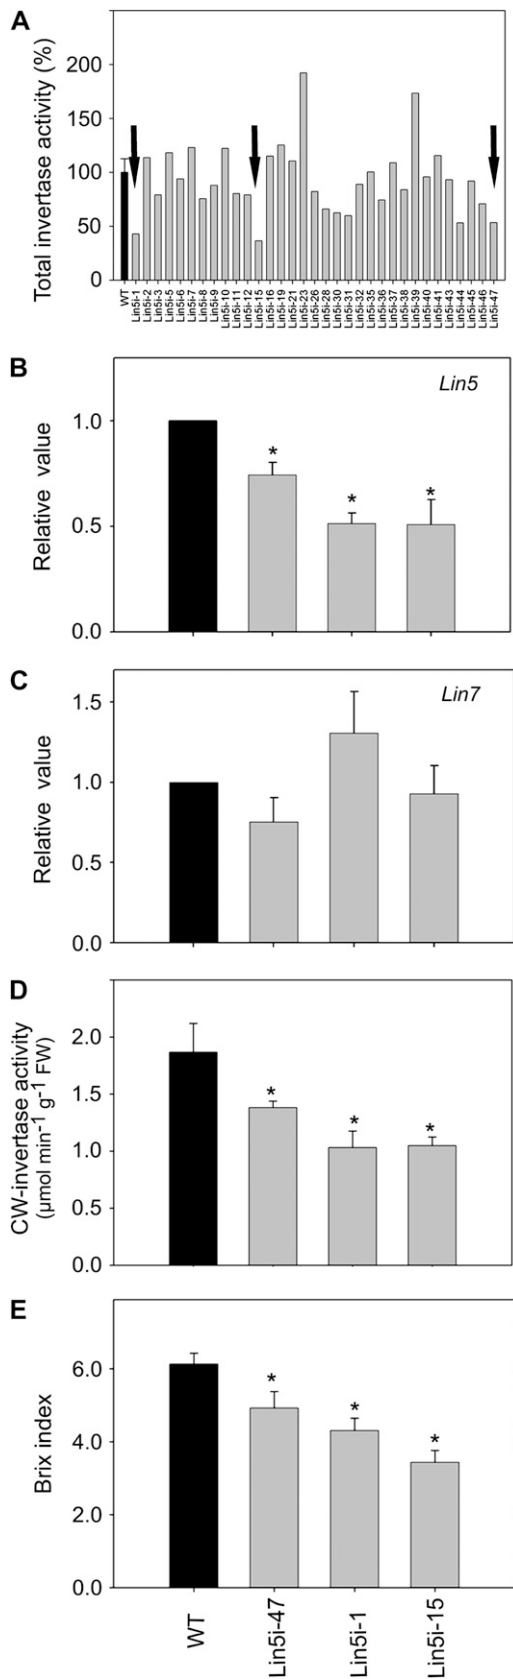 A
Total invertase activity (%)
200
150
100
50
0
WT
Lin5i-1
Lin5i-2
Lin5i-3
Lin5i-5
Lin5i-6
Lin5i-7
Lin5i-8
Lin5i-9
Lin5i-10
Lin5i-11
Lin5i-12
Lin5i-15
Lin5i-16
Lin5i-19
Lin5i-21
Lin5i-23
Lin5i-26
Lin5i-28
Lin5i-30
Lin5i-31
Lin5i-32
Lin5i-35
Lin5i-36
Lin5i-37
Lin5i-38
Lin5i-39
Lin5i-40
Lin5i-41
Lin5i-43
Lin5i-44
Lin5i-45
Lin5i-46
Lin5i-47
B
Lin5
Relative value
1.0
0.5
0.0
*
*
*
C
Lin7
Relative value
1.5
1.0
0.5
0.0
D
CW-invertase activity
(µmol min⁻¹ g⁻¹ FW)
2.0
1.5
1.0
0.5
0.0
*
*
*
E
Brix index
6.0
4.0
2.0
0.0
*
*
*
WT
Lin5i-47
Lin5i-1
Lin5i-15